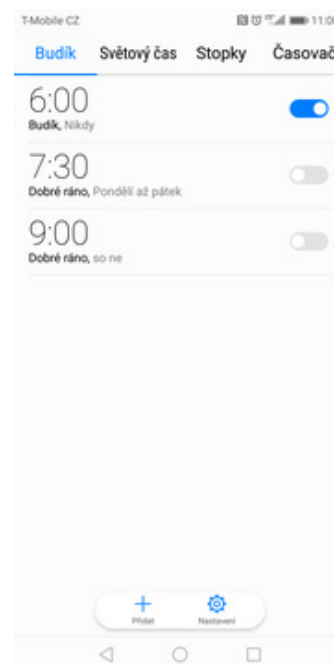 T-Mobile CZ 11:06
Budík Světový čas Stopky Časovač
6:00
Budík, Nikdy
7:30
Dobré ráno, Pondělí až pátek
9:00
Dobré ráno, so ne
Přidat Nastavení